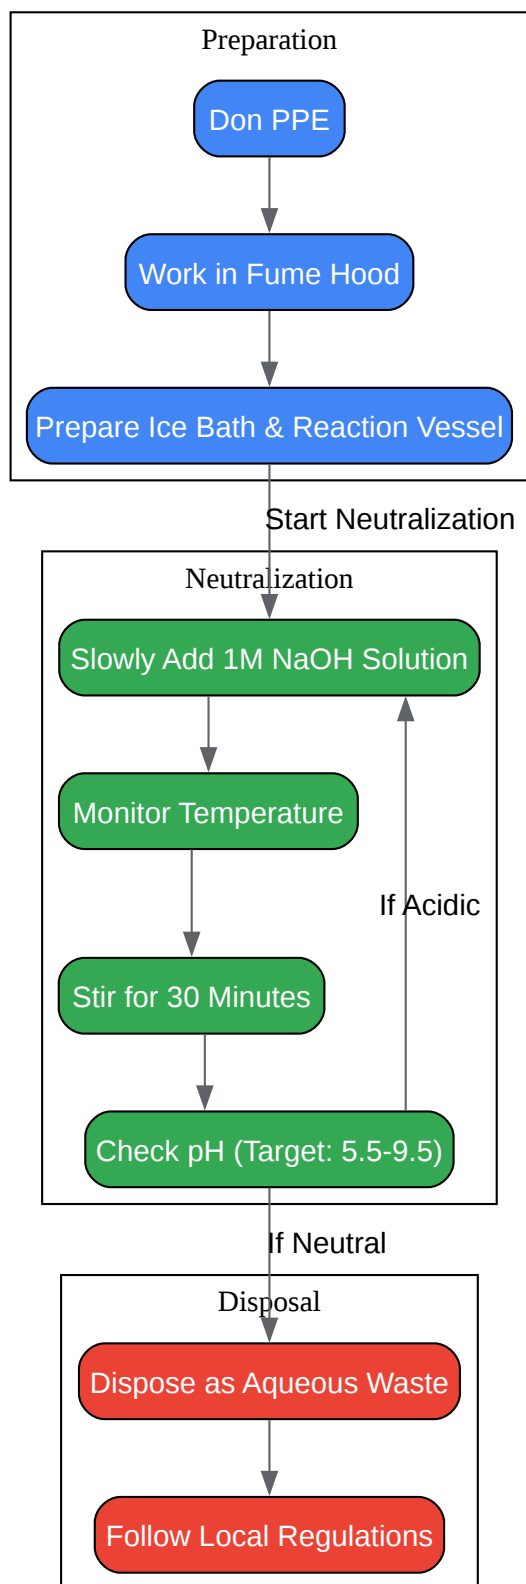 Preparation
Don PPE
Work in Fume Hood
Prepare Ice Bath & Reaction Vessel
Start Neutralization
Neutralization
Slowly Add 1M NaOH Solution
Monitor Temperature
If Acidic
Stir for 30 Minutes
Check pH (Target: 5.5-9.5)
If Neutral
Disposal
Dispose as Aqueous Waste
Follow Local Regulations